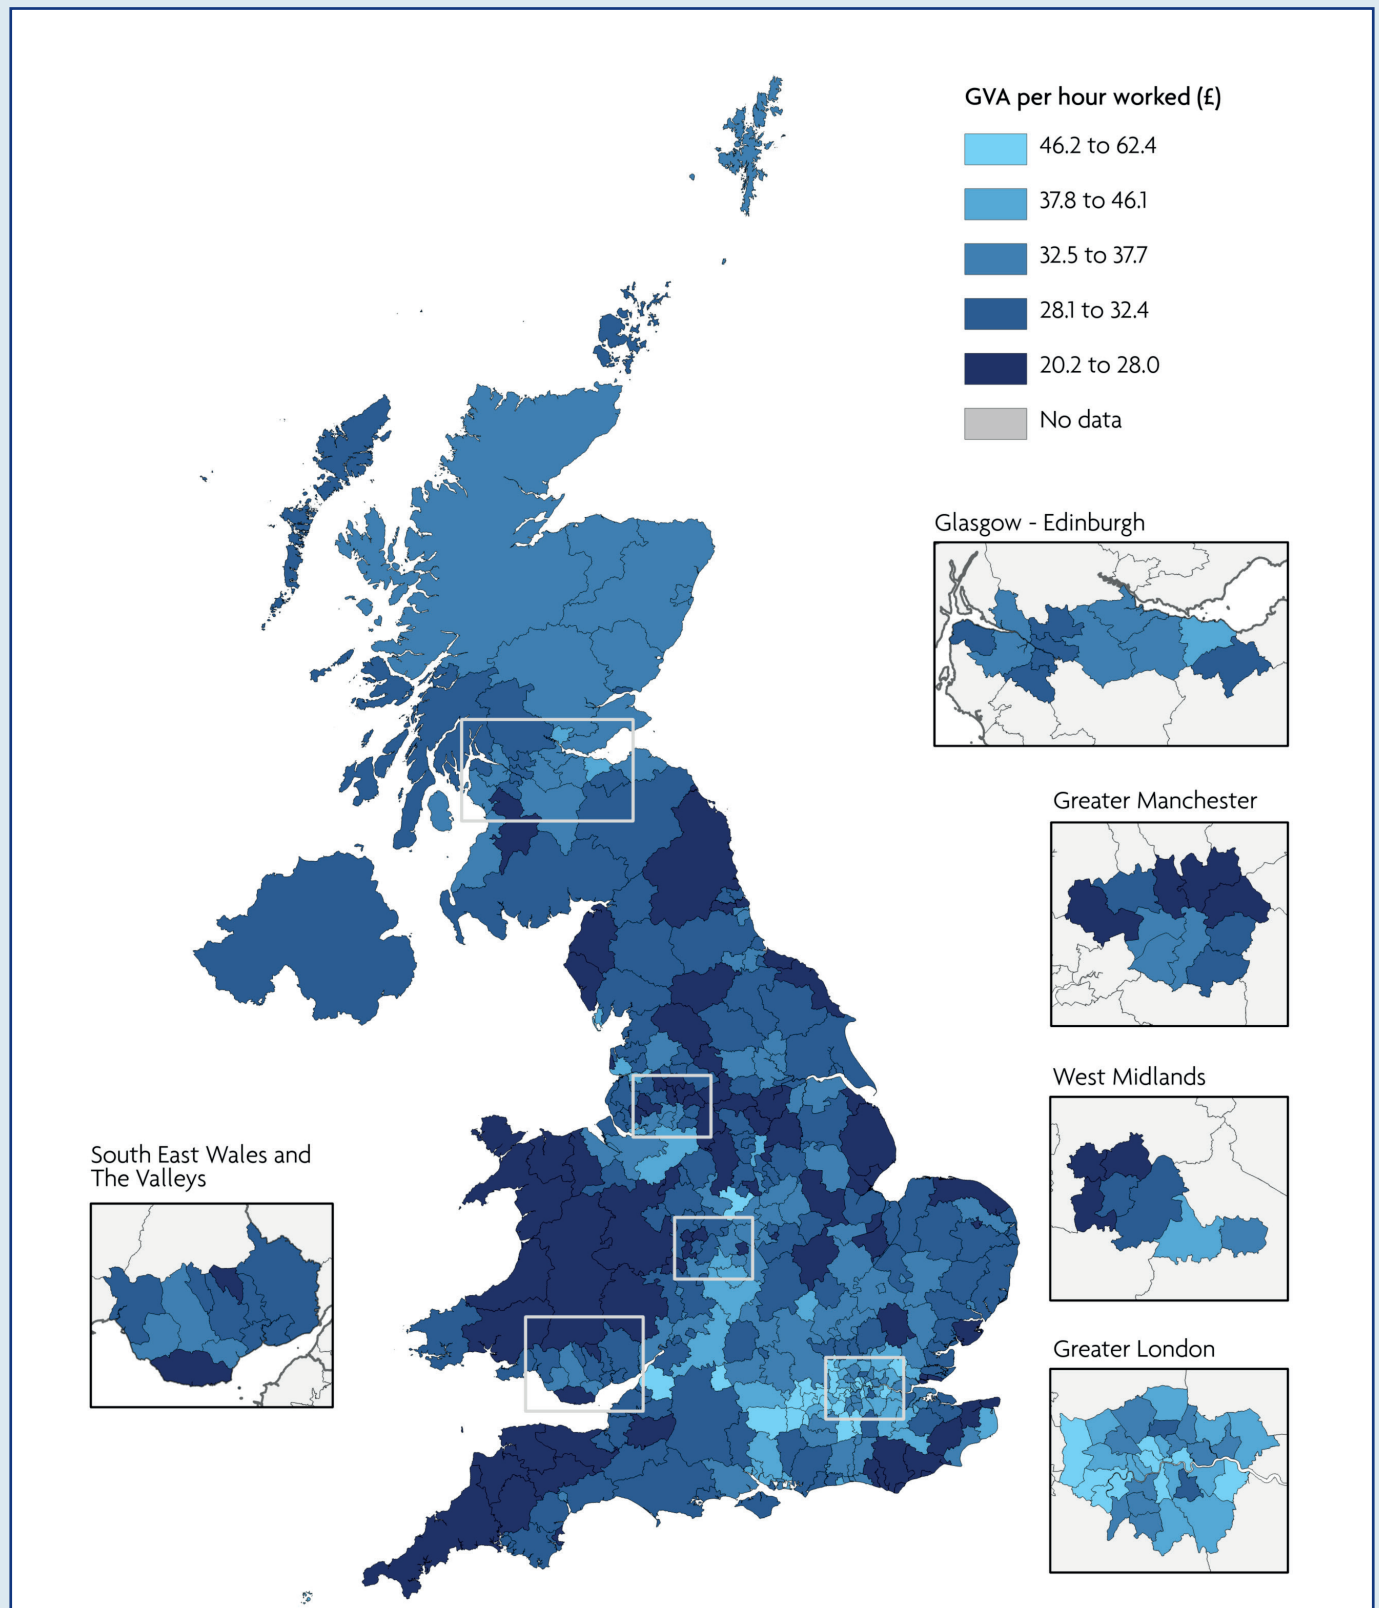 GVA per hour worked (£)
46.2 to 62.4
37.8 to 46.1
32.5 to 37.7
28.1 to 32.4
20.2 to 28.0
No data
Glasgow - Edinburgh
Greater Manchester
West Midlands
South East Wales and
The Valleys
Greater London